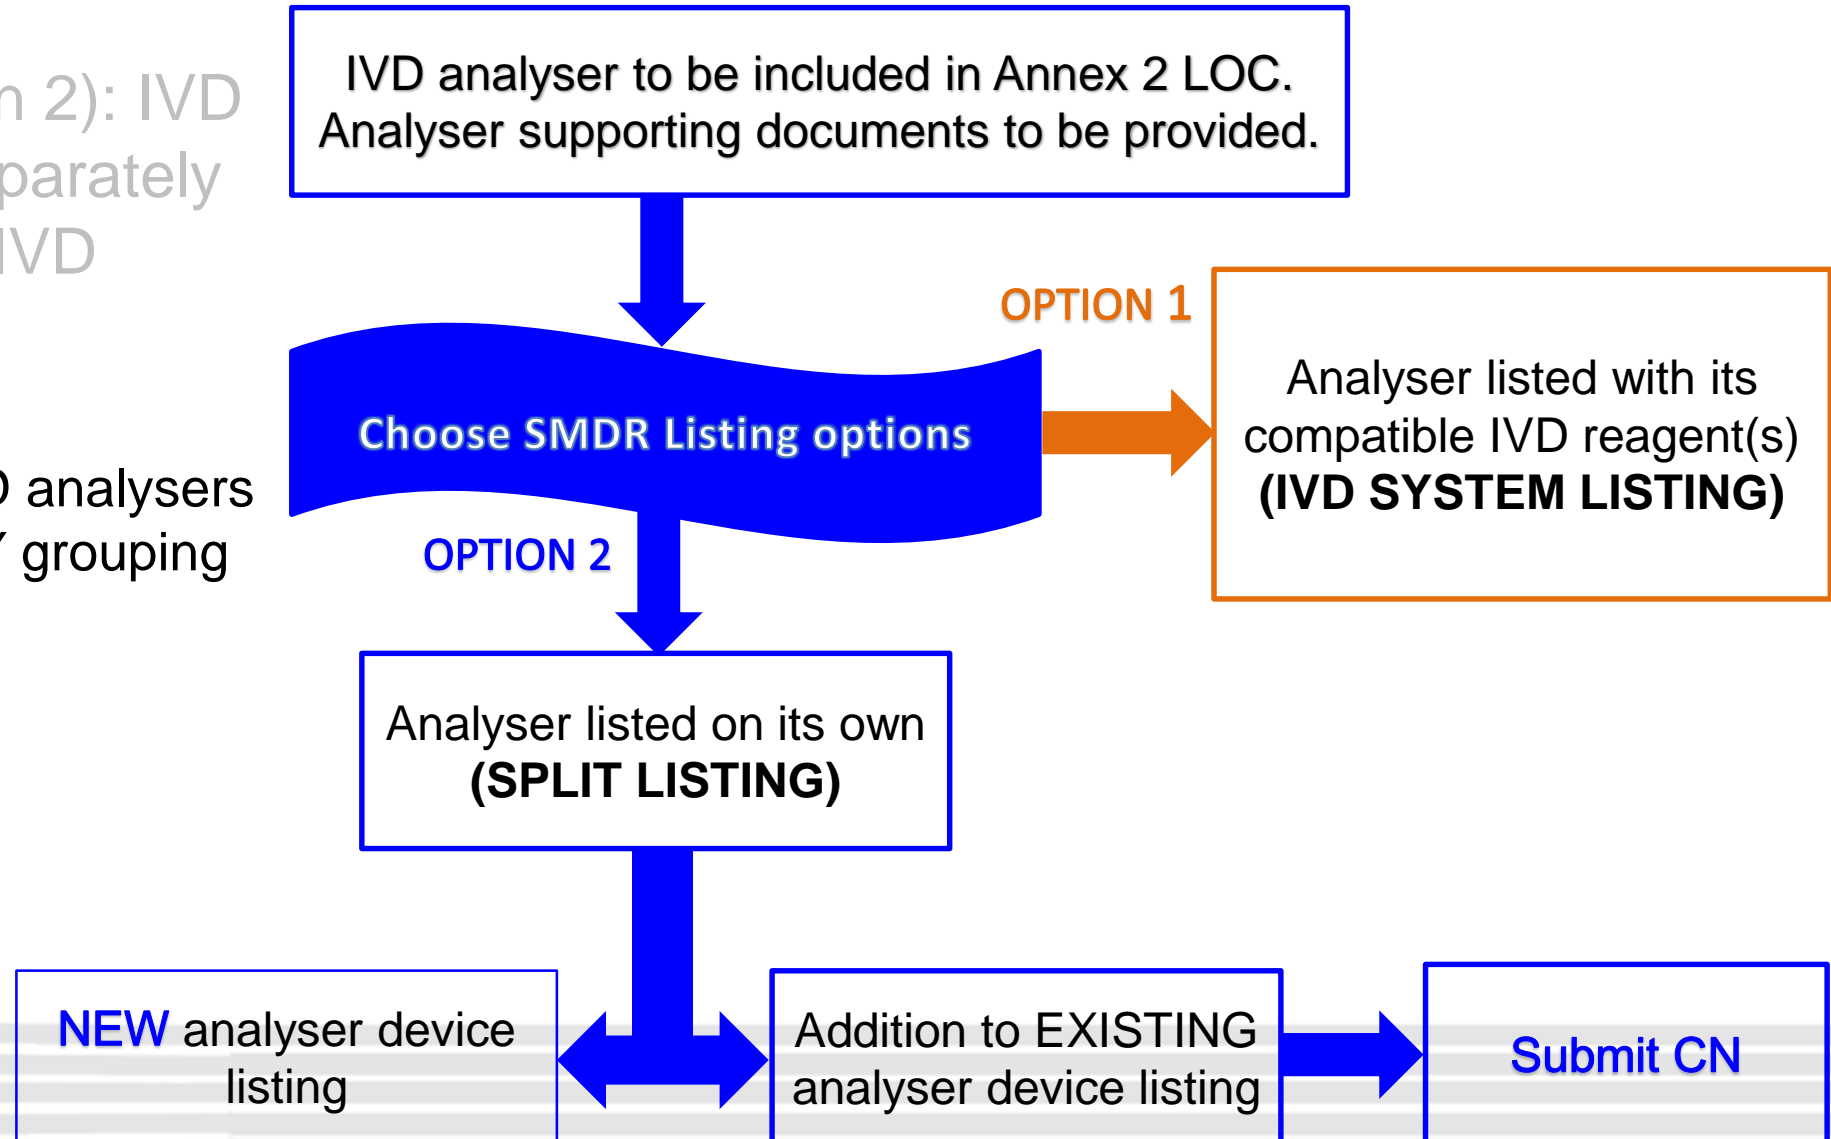 IVD analyser to be included in Annex 2 LOC.
Analyser supporting documents to be provided.
2): IVD
IVD
OPTION 1
Analyser listed with its
compatible IVD reagent(s)
(IVD SYSTEM LISTING)
Choose SMDR Listing options
analysers
grouping
OPTION 2
Analyser listed on its own
(SPLIT LISTING)
NEW analyser device
listing
Addition to EXISTING
analyser device listing
Submit CN